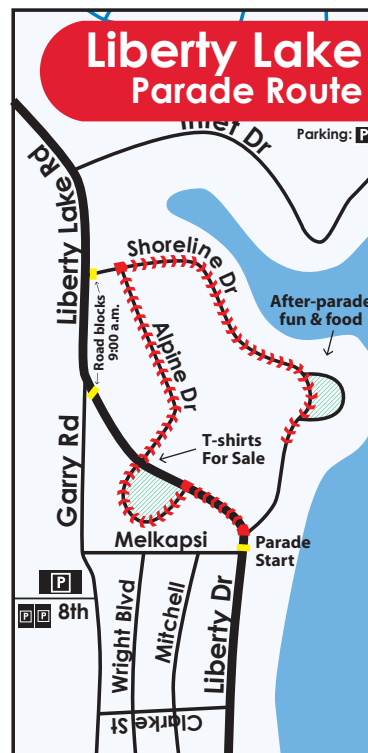 Liberty Lake
Parade Route
Parking: P
Inlet Dr
Liberty Lake Rd
Shoreline Dr
After-parade
fun & food
Road blocks
9:00 a.m.
Alpine Dr
T-shirts
For Sale
Garry Rd
Melkapsi
Parade
Start
P
P P 8th
Wright Blvd
Mitchell
Liberty Dr
Clarke St